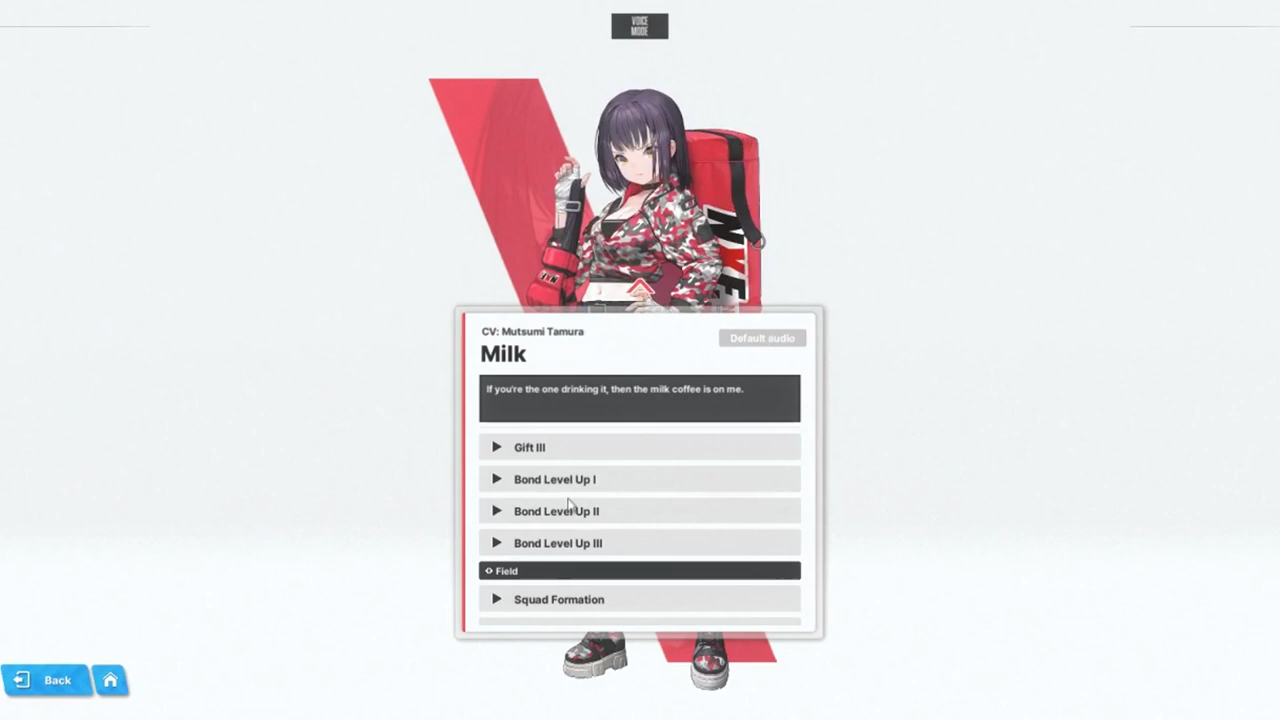 VOICE
MODE
CV: Mutsumi Tamura
Default audio
Milk
If you're the one drinking it, then the milk coffee is on me.
Gift III
Bond Level Up I
Bond Level Up II
Bond Level Up III
Field
Squad Formation
Back